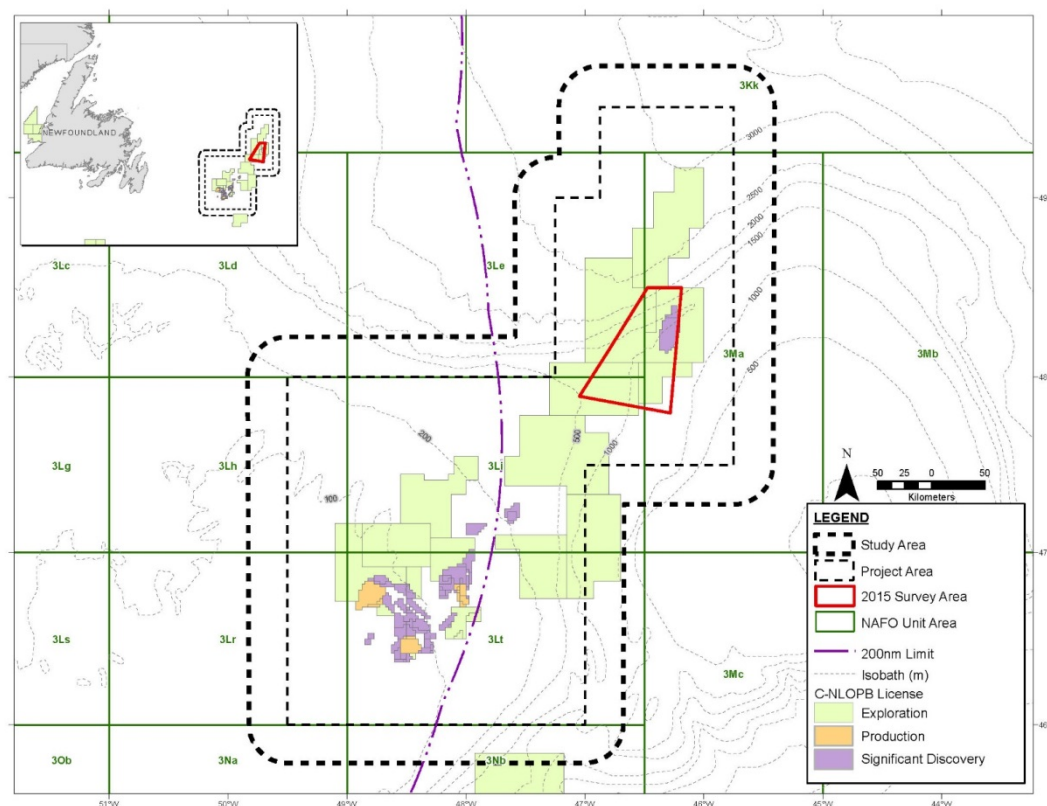 NEWFOUNDLAND
3Kk
3000
2500
2000
1500
1000
500
49
3Lc
3Ld
3Le
3Ma
3Mb
48
200
500
1000
3Lg
3Lh
3Lj
100
47
3Ls
3Lr
3Lt
3Mc
46
3Ob
3Na
3Nb
51°W
50°W
49°W
48°W
47°W
46°W
45°W
44°W
N
50 25 0 50
Kilometers
LEGEND
Study Area
Project Area
2015 Survey Area
NAFO Unit Area
200nm Limit
Isobath (m)
C-NLOPB License
Exploration
Production
Significant Discovery